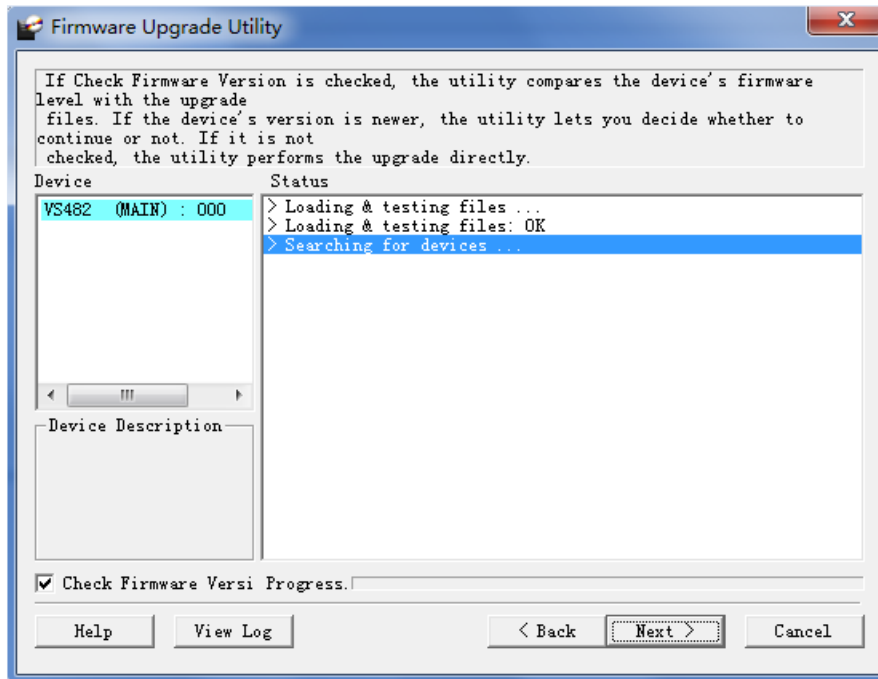 Firmware Upgrade Utility
If Check Firmware Version is checked, the utility compares the device's firmware
level with the upgrade
files. If the device's version is newer, the utility lets you decide whether to
continue or not. If it is not
checked, the utility performs the upgrade directly.
Device
Status
VS482 (MAIN) : 000
> Loading & testing files ...
> Loading & testing files: OK
> Searching for devices ...
Device Description
Check Firmware Versi Progress.
Help
View Log
< Back
Next >
Cancel